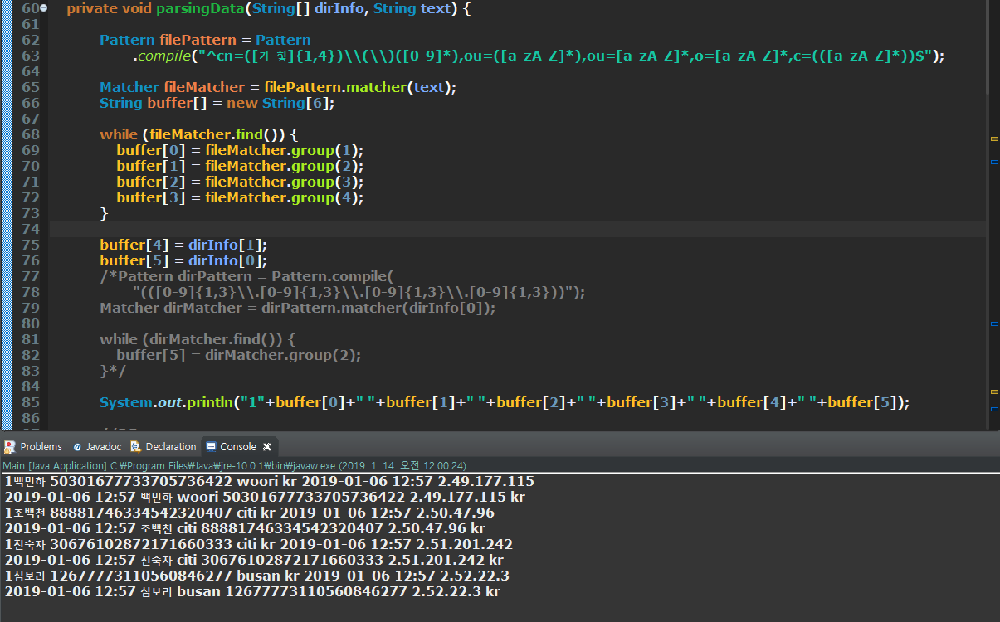 60 private void parsingData(String[] dirInfo, String text) {
61
62 Pattern filePattern = Pattern
63 .compile("^cn=([가-힣]{1,4})\\(\\)([0-9]*),ou=([a-zA-Z]*),ou=[a-zA-Z]*,o=[a-zA-Z]*,c=(([a-zA-Z]*))$");
64
65 Matcher fileMatcher = filePattern.matcher(text);
66 String buffer[] = new String[6];
67
68 while (fileMatcher.find()) {
69 buffer[0] = fileMatcher.group(1);
70 buffer[1] = fileMatcher.group(2);
71 buffer[2] = fileMatcher.group(3);
72 buffer[3] = fileMatcher.group(4);
73 }
74
75 buffer[4] = dirInfo[1];
76 buffer[5] = dirInfo[0];
77 /*Pattern dirPattern = Pattern.compile(
78 "(([0-9]{1,3}\\.[0-9]{1,3}\\.[0-9]{1,3}\\.[0-9]{1,3}))");
79 Matcher dirMatcher = dirPattern.matcher(dirInfo[0]);
80
81 while (dirMatcher.find()) {
82 buffer[5] = dirMatcher.group(2);
83 }*/
84
85 System.out.println("1"+buffer[0]+" "+buffer[1]+" "+buffer[2]+" "+buffer[3]+" "+buffer[4]+" "+buffer[5]);
86
Problems @ Javadoc Declaration Console
Main [Java Application] C:₩Program Files₩Java₩jre-10.0.1₩bin₩javaw.exe (2019. 1. 14. 오전 12:00:24)
1백민하 50301677733705736422 woori kr 2019-01-06 12:57 2.49.177.115
2019-01-06 12:57 백민하 woori 50301677733705736422 2.49.177.115 kr
1조백천 88881746334542320407 citi kr 2019-01-06 12:57 2.50.47.96
2019-01-06 12:57 조백천 citi 88881746334542320407 2.50.47.96 kr
1진숙자 30676102872171660333 citi kr 2019-01-06 12:57 2.51.201.242
2019-01-06 12:57 진숙자 citi 30676102872171660333 2.51.201.242 kr
1심보리 12677773110560846277 busan kr 2019-01-06 12:57 2.52.22.3
2019-01-06 12:57 심보리 busan 12677773110560846277 2.52.22.3 kr